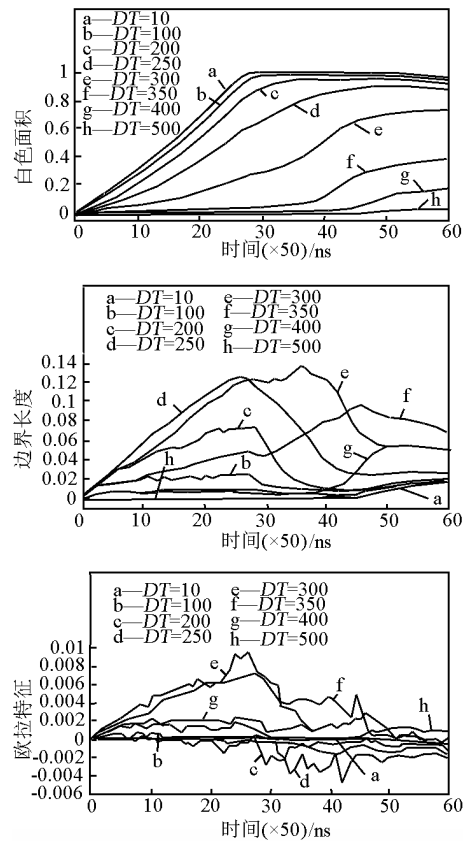 a—DT=10
b—DT=100
c—DT=200
d—DT=250
e—DT=300
f—DT=350
g—DT=400
h—DT=500
a
b
c
d
e
f
g
h
1
0.8
0.6
0.4
0.2
0
白色面积
0 10 20 30 40 50 60
时间(×50)/ns
a—DT=10 e—DT=300
b—DT=100 f—DT=350
c—DT=200 g—DT=400
d—DT=250 h—DT=500
0.14
0.12
0.10
0.08
0.06
0.04
0.02
0
边界长度
d
e
f
c
g
h
b
a
0 10 20 30 40 50 60
时间(×50)/ns
a—DT=10 e—DT=300
b—DT=100 f—DT=350
c—DT=200 g—DT=400
d—DT=250 h—DT=500
0.01
0.008
0.006
0.004
0.002
0
-0.002
-0.004
-0.006
欧拉特征
e
f
g
h
b
c
d
a
0 10 20 30 40 50 60
时间(×50)/ns